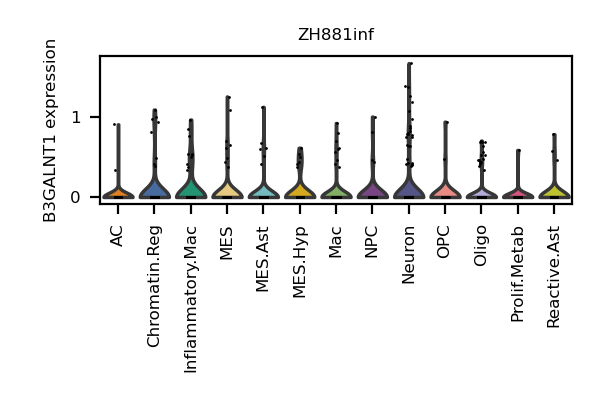 ZH881inf
B3GALNT1 expression
1
0
AC
Chromatin.Reg
Inflammatory.Mac
MES
MES.Ast
MES.Hyp
Mac
NPC
Neuron
OPC
Oligo
Prolif.Metab
Reactive.Ast